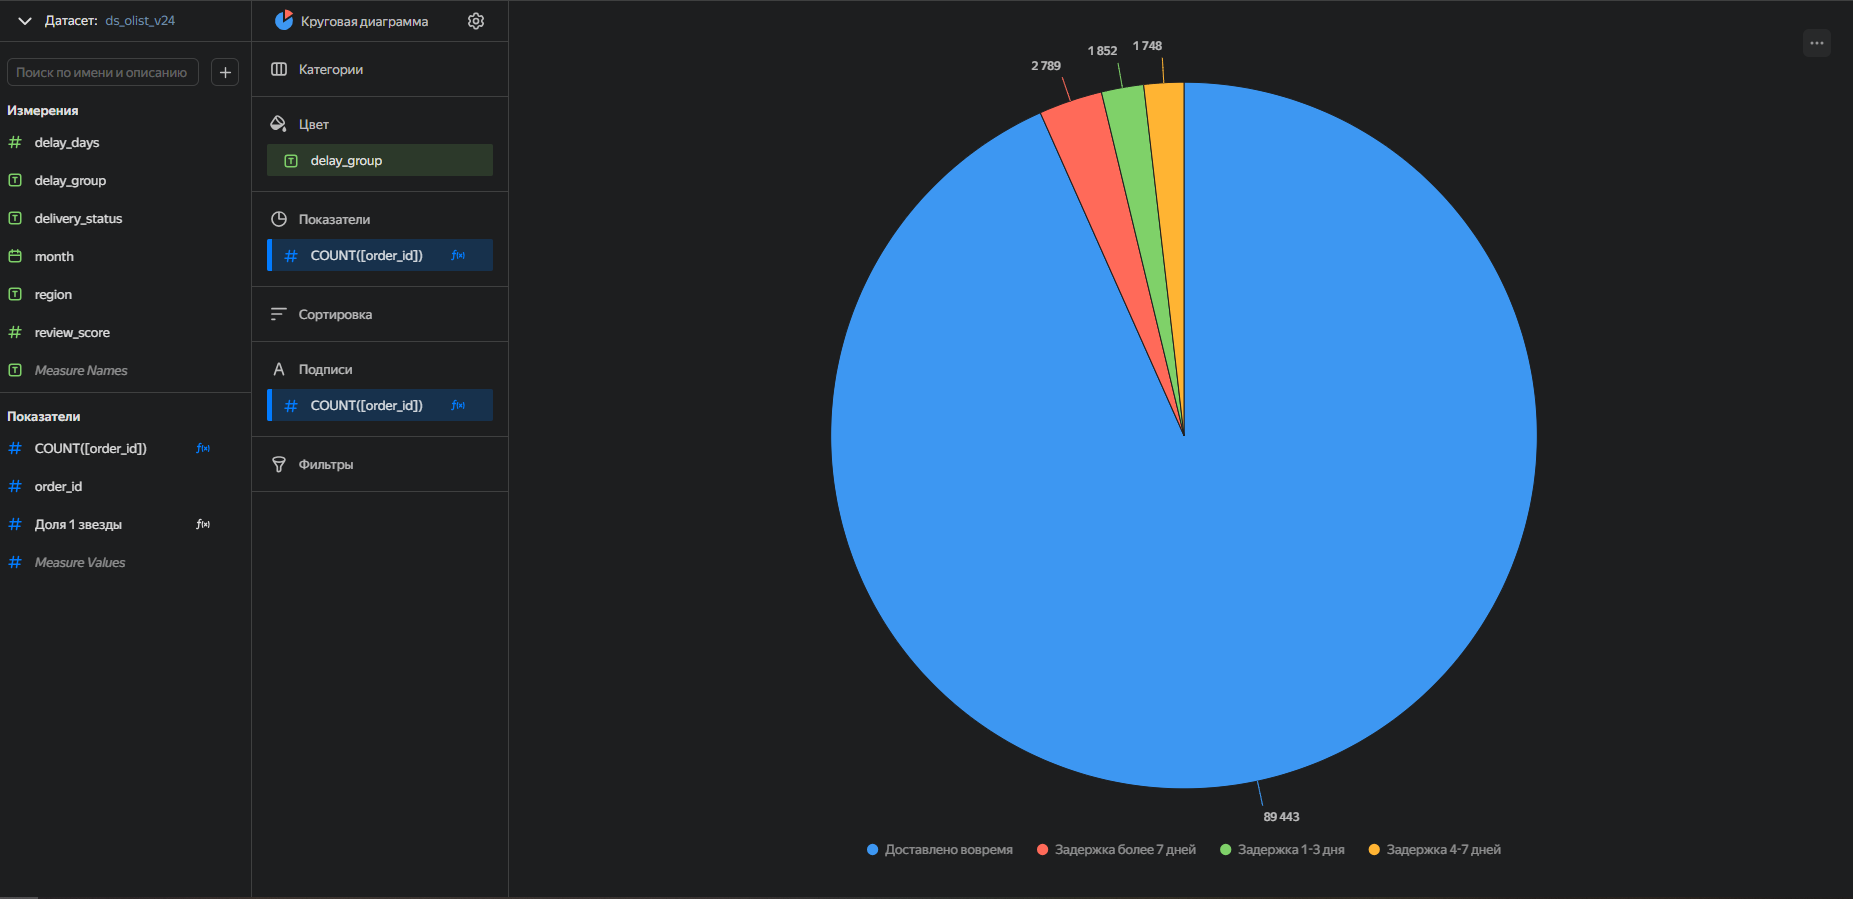 Датасет: ds_olist_v24
Поиск по имени и описанию
Измерения
delay_days
delay_group
delivery_status
month
region
review_score
Measure Names
Показатели
COUNT([order_id])
order_id
Доля 1 звезды
Measure Values
Круговая диаграмма
Категории
Цвет
delay_group
Показатели
COUNT([order_id])
Сортировка
Подписи
COUNT([order_id])
Фильтры
2 789
1 852
1 748
89 443
Доставлено вовремя
Задержка более 7 дней
Задержка 1-3 дня
Задержка 4-7 дней